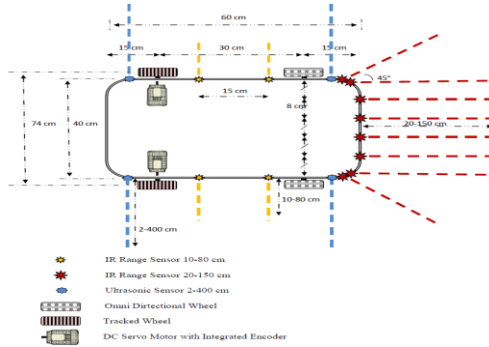 60 cm
15 cm
30 cm
15 cm
45°
15 cm
8 cm
74 cm
40 cm
20-150 cm
10-80 cm
2-400 cm
IR Range Sensor 10-80 cm
IR Range Sensor 20-150 cm
Ultrasonic Sensor 2-400 cm
Omni Dirtectional Wheel
Tracked Wheel
DC Servo Motor with Integrated Encoder